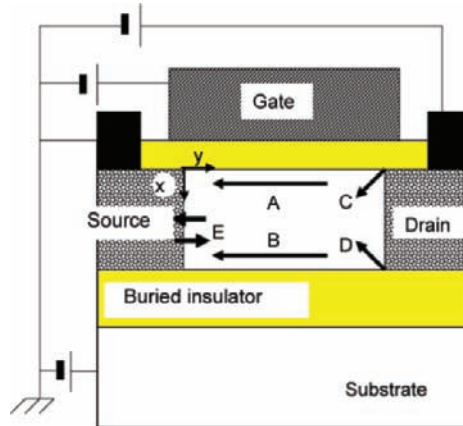 Gate
y
x
A
C
Source
E
Drain
B
D
Buried insulator
Substrate